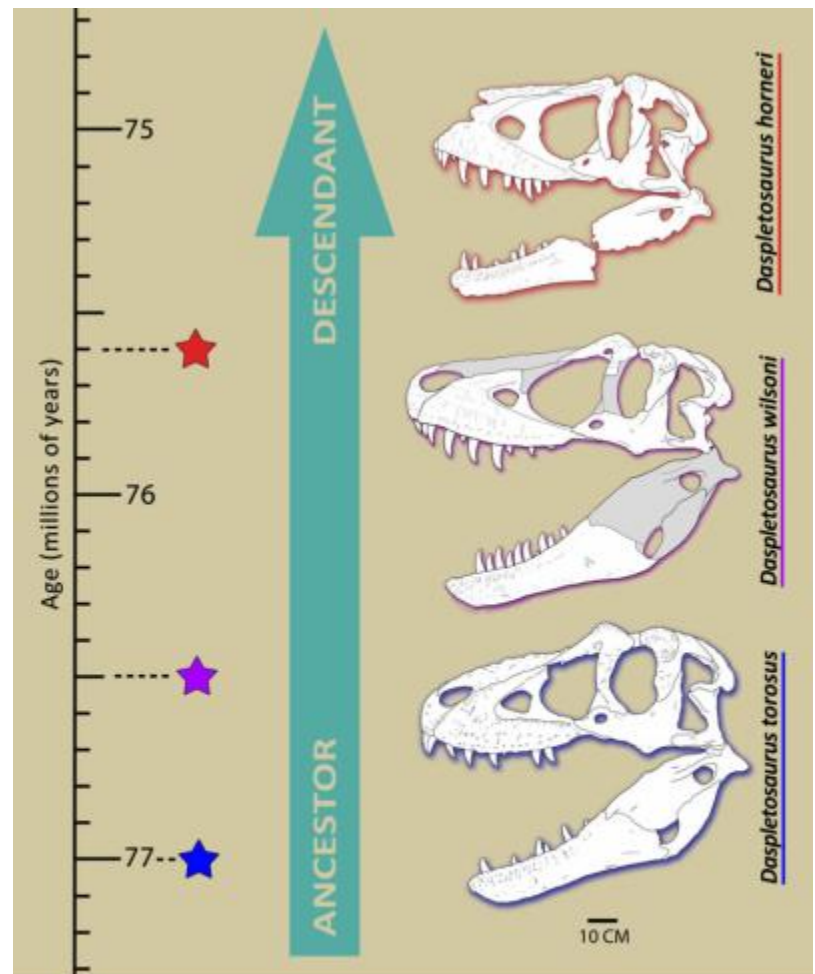 Age (millions of years)
75
76
77
DESCENDANT
ANCESTOR
Daspletosaurus horneri
Daspletosaurus wilsoni
Daspletosaurus torosus
10 CM